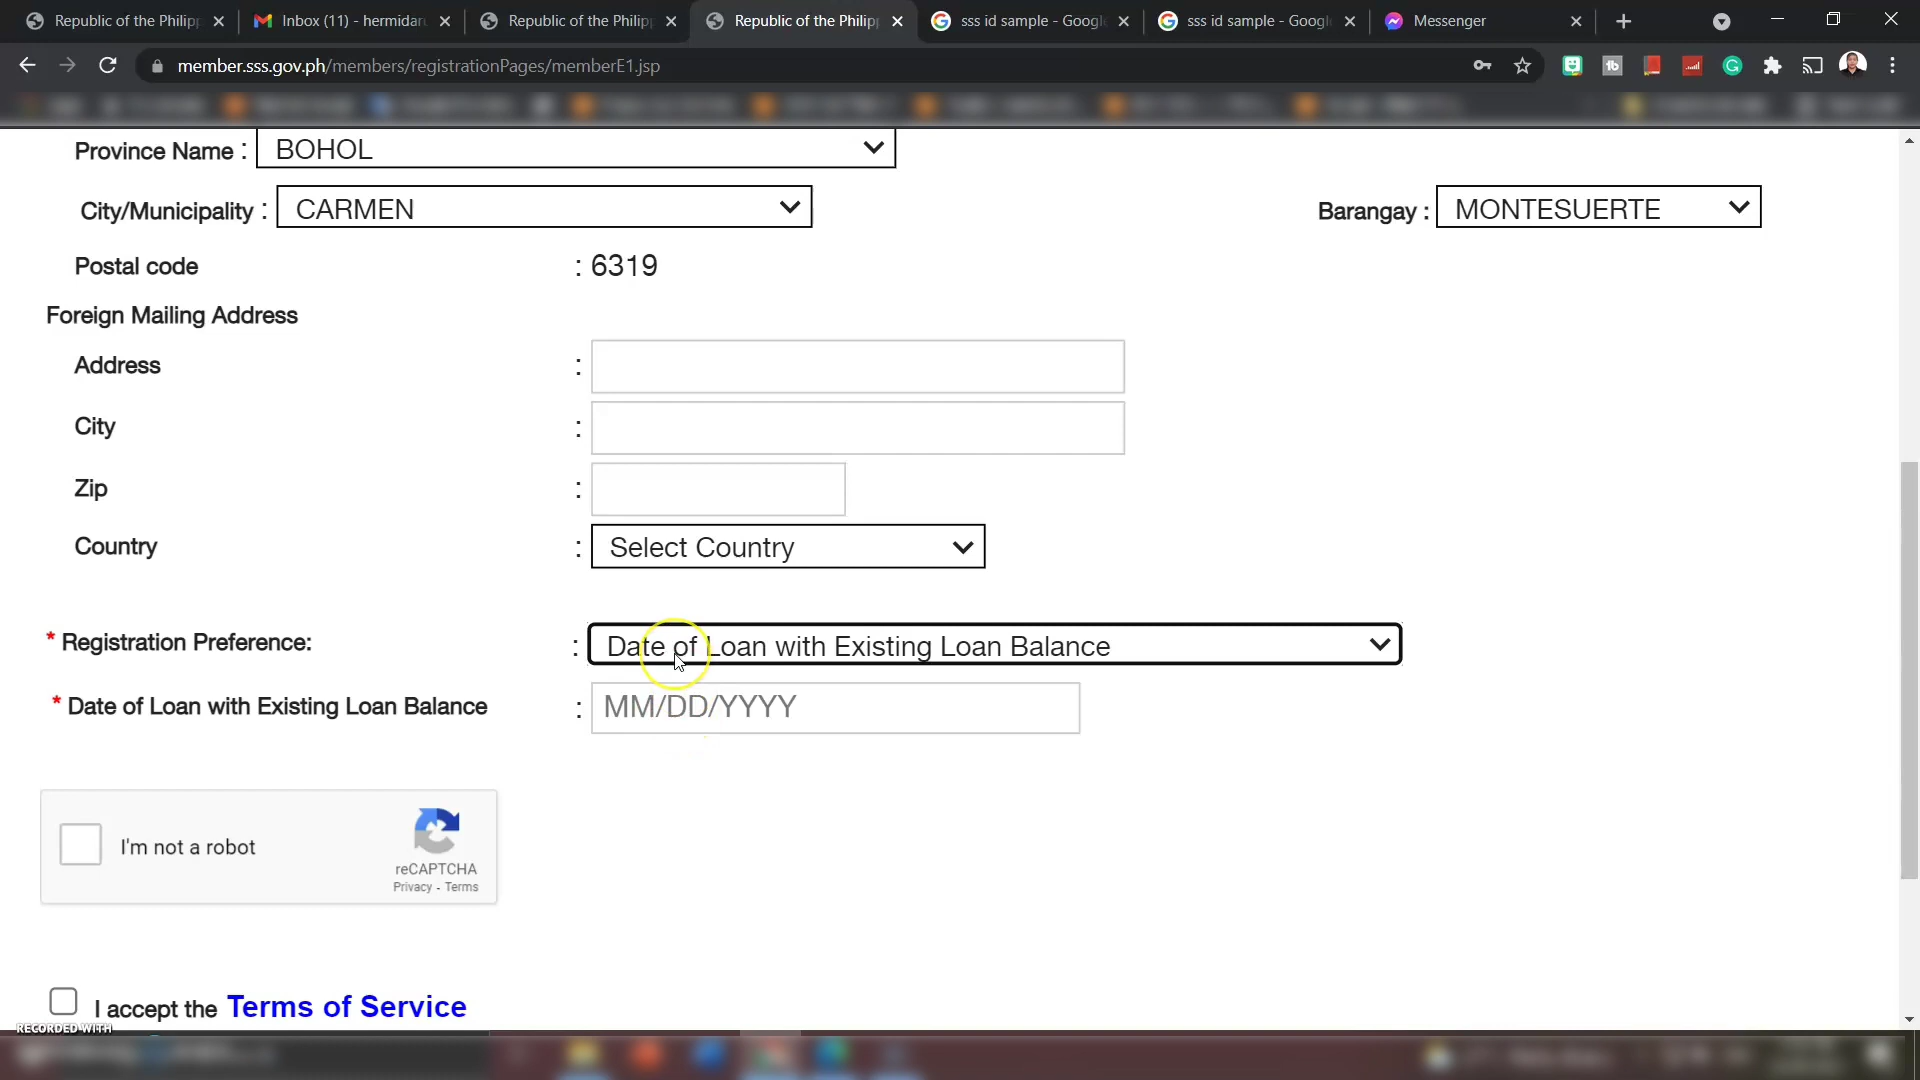 Republic of the Philipp
Inbox (11) - hermidar
Republic of the Philipp
Republic of the Philipp
sss id sample - Google
sss id sample - Google
Messenger
member.sss.gov.ph/members/registrationPages/memberE1.jsp
Province Name : BOHOL
City/Municipality : CARMEN Barangay : MONTESUERTE
Postal code : 6319
Foreign Mailing Address
Address :
City :
Zip :
Country : Select Country
* Registration Preference: : Date of Loan with Existing Loan Balance
* Date of Loan with Existing Loan Balance : MM/DD/YYYY
I'm not a robot
reCAPTCHA
Privacy - Terms
I accept the Terms of Service
RECORDED WITH